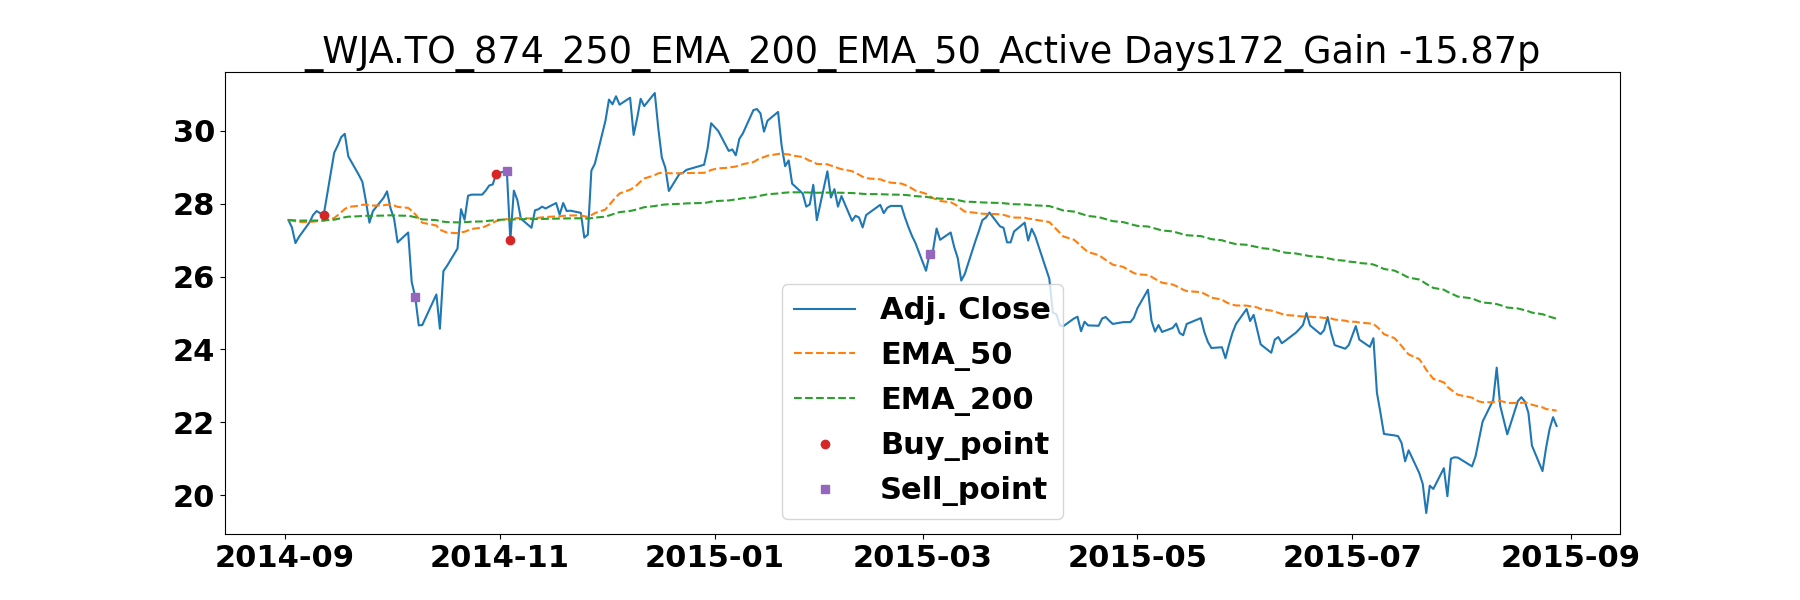 _WJA.TO_874_250_EMA_200_EMA_50_Active Days172_Gain -15.87p
30
28
26
24
22
20
Adj. Close
EMA_50
EMA_200
Buy_point
Sell_point
2014-09 2014-11 2015-01 2015-03 2015-05 2015-07 2015-09